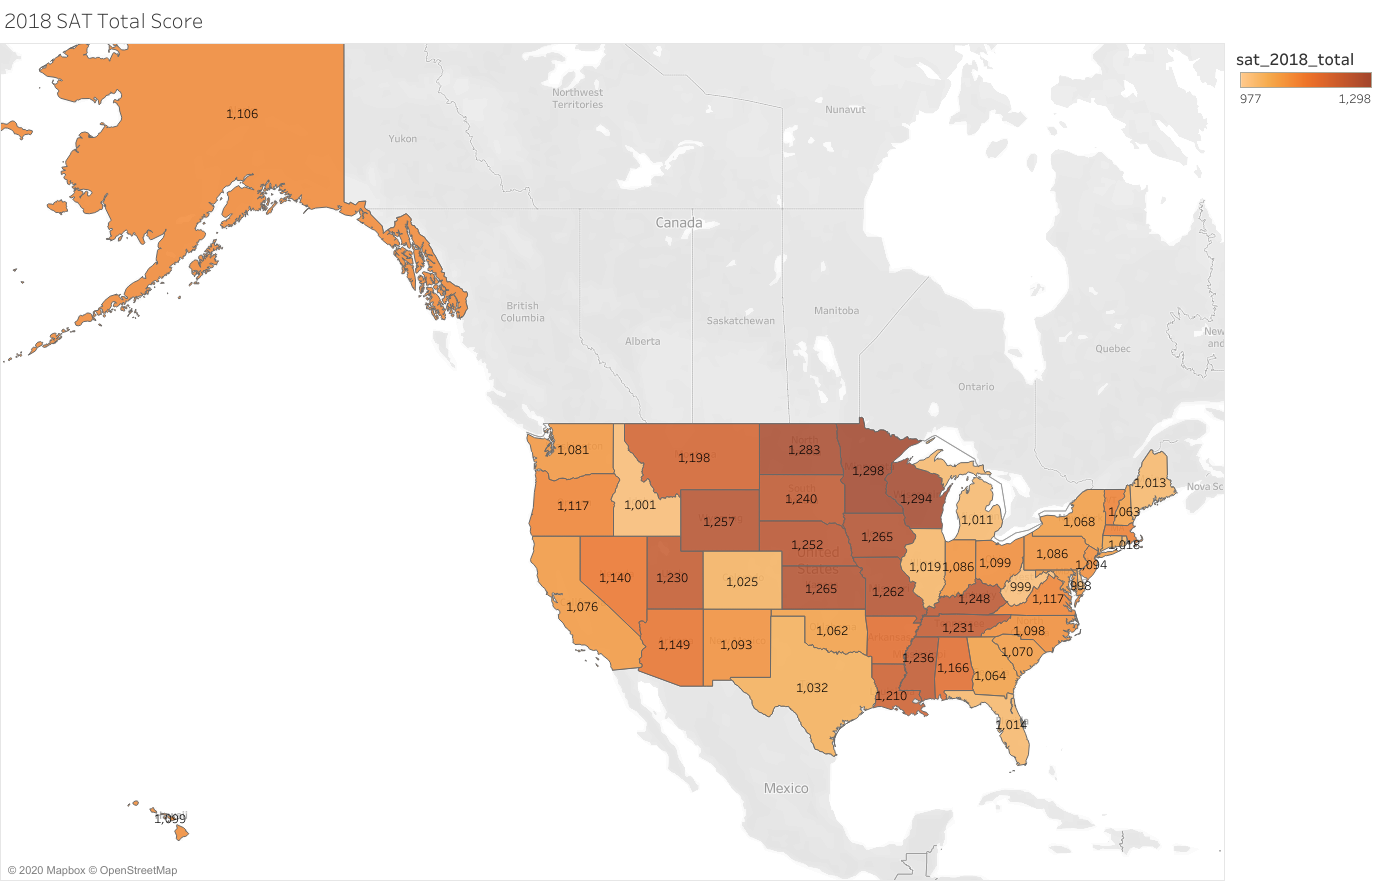 2018 SAT Total Score
sat_2018_total
977 1,298
1,106
Northwest
Territories
Nunavut
Yukon
Canada
British
Columbia
Alberta
Saskatchewan
Manitoba
Ontario
Quebec
New
and
Nova Sc
1,081
1,198
North
1,283
1,298
1,294
1,013
1,117
1,001
1,257
1,240
1,011
1,063
1,068
1,265
1,252
United
States
1,018
1,086
1,094
1,099
1,086
1,019
1,140
1,230
1,025
1,265
1,262
999
998
1,076
1,248
1,117
1,149
1,093
1,062
Arkansas
1,231
North
1,098
1,236
1,166
1,070
1,064
1,032
1,210
1,014
Mexico
1,099
© 2020 Mapbox © OpenStreetMap